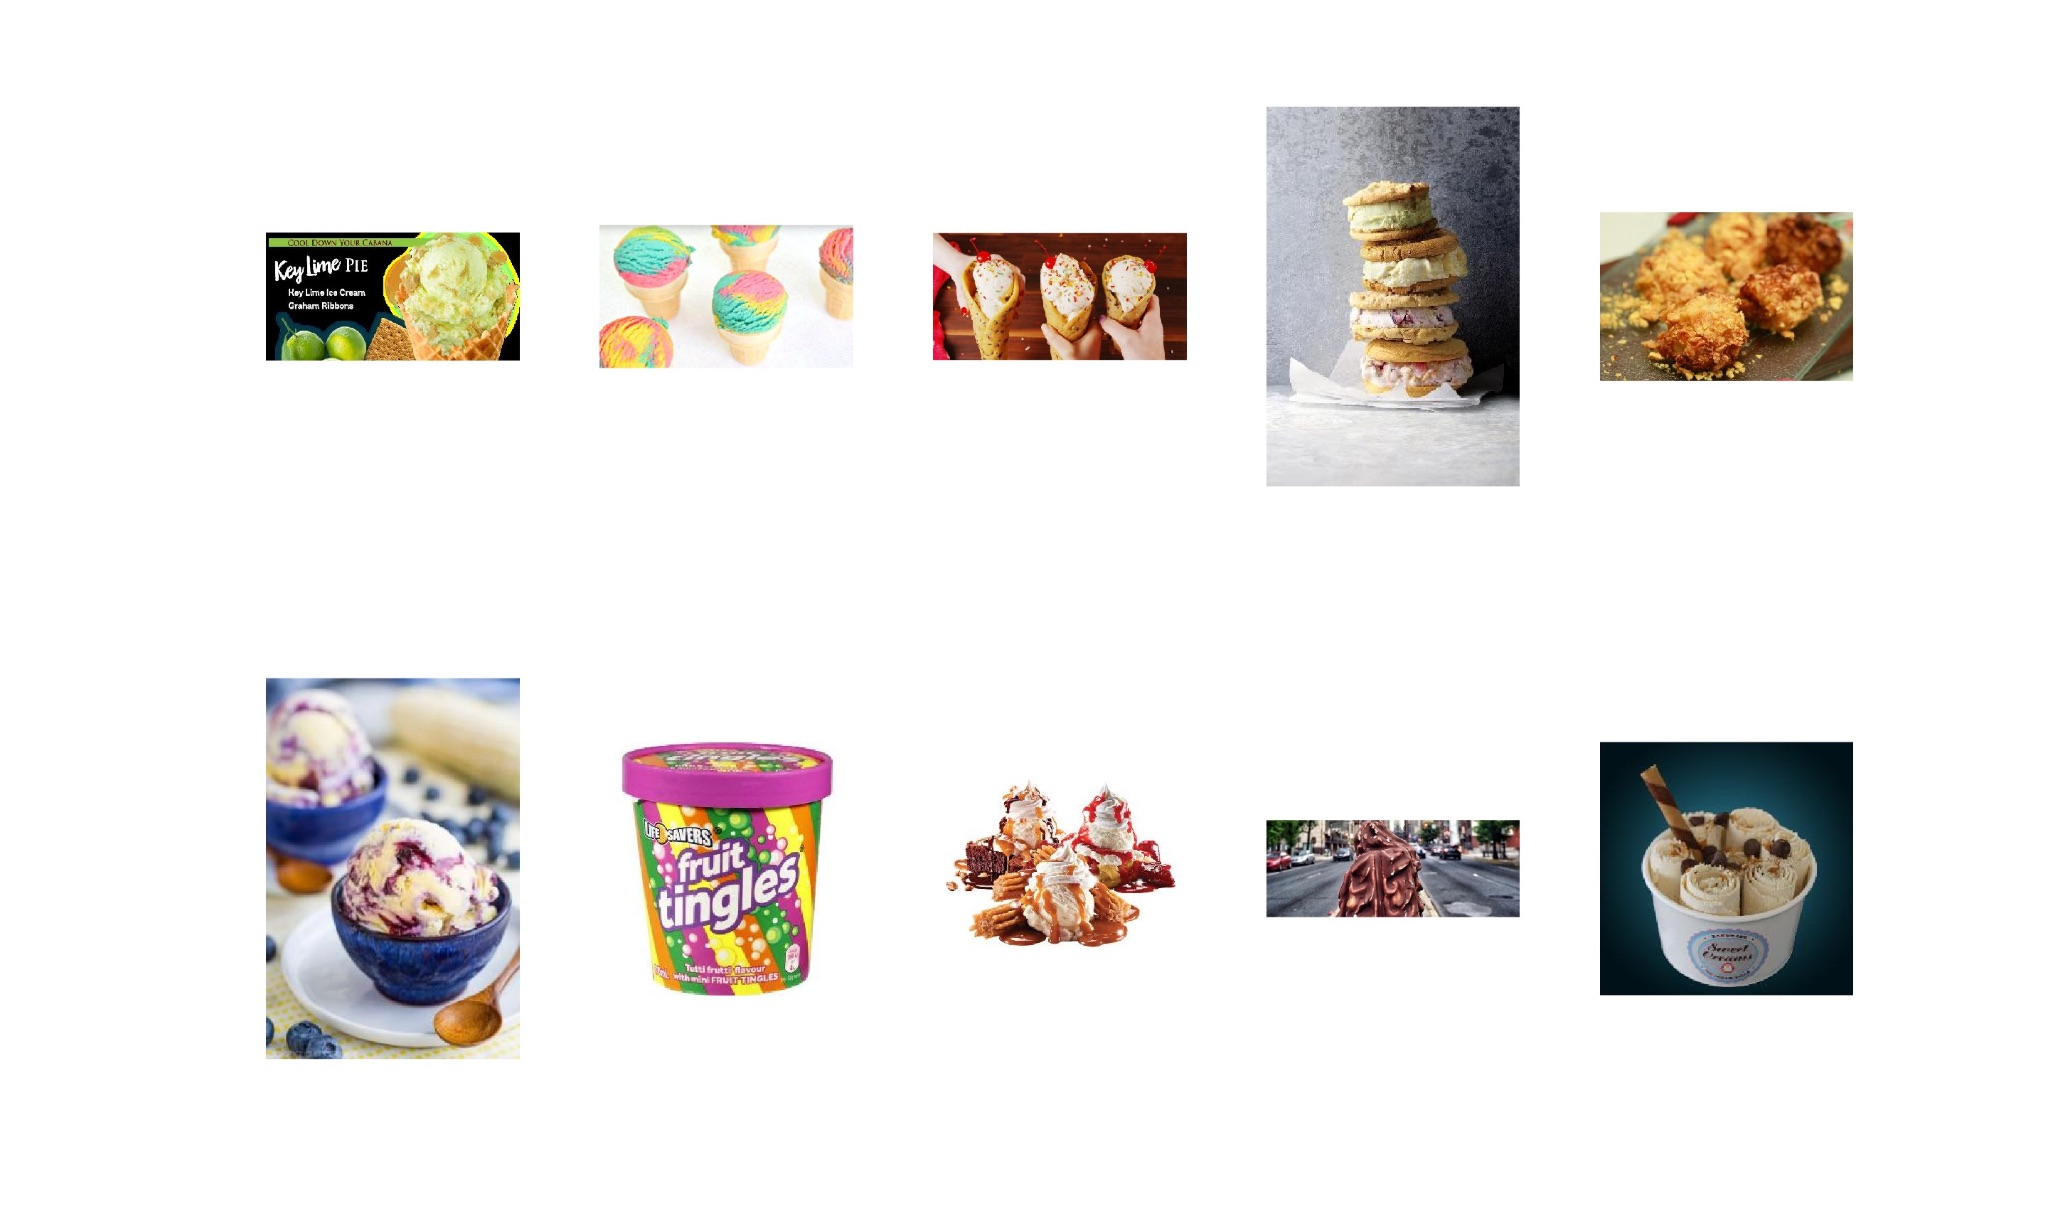 COOL DOWN YOUR CABANA
Key Lime PIE
Key Lime Ice Cream
Graham Ribbons
LIFE SAVERS
fruit
tingles
Tutti frutti flavour
with mini FRUIT TINGLES
Sweet
Creams